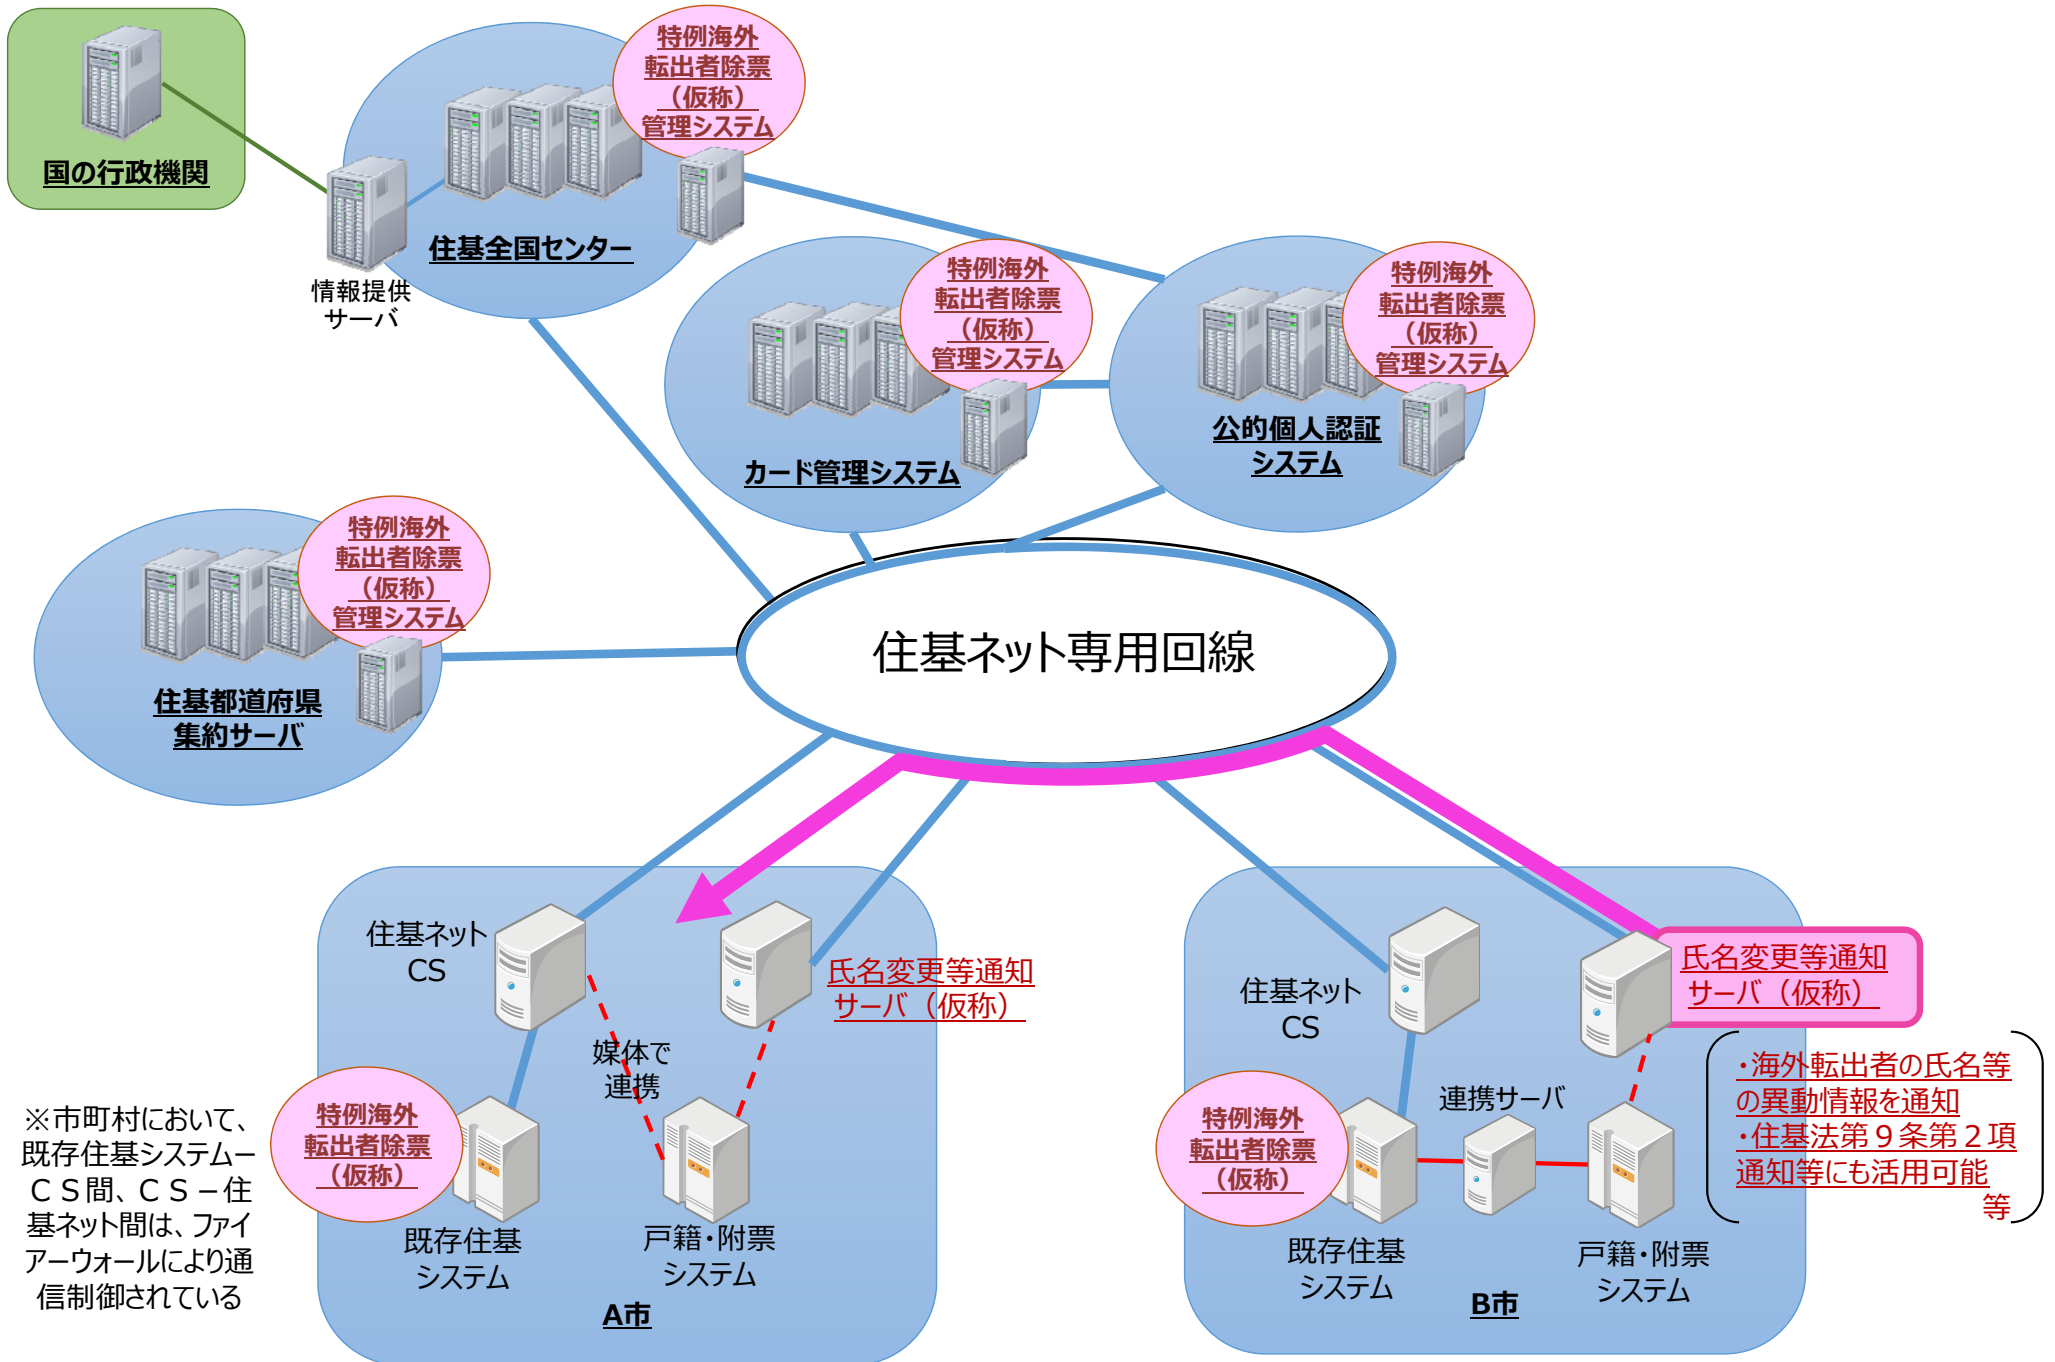 特例海外
転出者除票
（仮称）
管理システム
国の行政機関
住基全国センター
情報提供
サーバ
特例海外
転出者除票
（仮称）
管理システム
カード管理システム
特例海外
転出者除票
（仮称）
管理システム
公的個人認証
システム
特例海外
転出者除票
（仮称）
管理システム
住基都道府県
集約サーバ
住基ネット専用回線
住基ネット
CS
氏名変更等通知
サーバ（仮称）
媒体で
連携
特例海外
転出者除票
（仮称）
既存住基
システム
戸籍・附票
システム
A市
住基ネット
CS
氏名変更等通知
サーバ（仮称）
・海外転出者の氏名等
の異動情報を通知
・住基法第９条第２項
通知等にも活用可能
等
連携サーバ
特例海外
転出者除票
（仮称）
既存住基
システム
戸籍・附票
システム
B市
※市町村において、
既存住基システムー
ＣＳ間、ＣＳ－住
基ネット間は、ファイ
アーウォールにより通
信制御されている